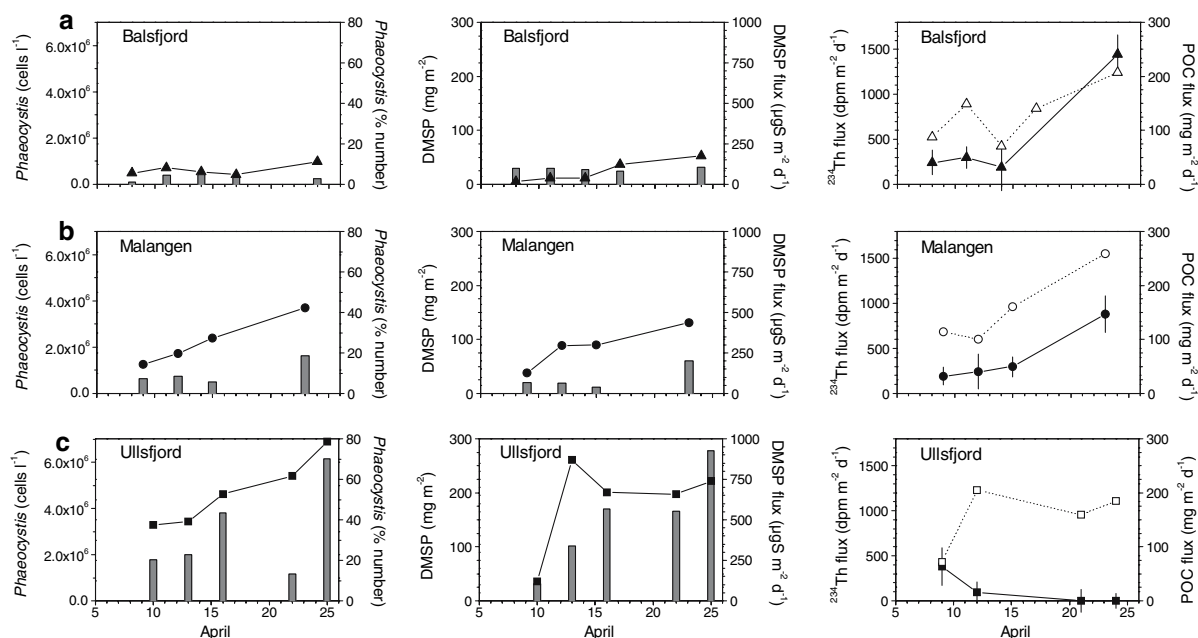 a
Balsfjord
Phaeocystis (cells l⁻¹)
6.0x10⁶
4.0x10⁶
2.0x10⁶
0.0
80
60
40
20
0
Phaeocystis (% number)
Balsfjord
DMSP (mg m⁻²)
300
200
100
0
1000
750
500
250
0
DMSP flux (µgS m⁻² d⁻¹)
Balsfjord
²³⁴Th flux (dpm m⁻² d⁻¹)
1500
1000
500
0
300
200
100
0
POC flux (mg m⁻² d⁻¹)
b
Malangen
Phaeocystis (cells l⁻¹)
6.0x10⁶
4.0x10⁶
2.0x10⁶
0.0
80
60
40
20
0
Phaeocystis (% number)
Malangen
DMSP (mg m⁻²)
300
200
100
0
1000
750
500
250
0
DMSP flux (µgS m⁻² d⁻¹)
Malangen
²³⁴Th flux (dpm m⁻² d⁻¹)
1500
1000
500
0
300
200
100
0
POC flux (mg m⁻² d⁻¹)
c
Ullsfjord
Phaeocystis (cells l⁻¹)
6.0x10⁶
4.0x10⁶
2.0x10⁶
0.0
80
60
40
20
0
Phaeocystis (% number)
5 10 15 20 25
April
Ullsfjord
DMSP (mg m⁻²)
300
200
100
0
1000
750
500
250
0
DMSP flux (µgS m⁻² d⁻¹)
5 10 15 20 25
April
Ullsfjord
²³⁴Th flux (dpm m⁻² d⁻¹)
1500
1000
500
0
300
200
100
0
POC flux (mg m⁻² d⁻¹)
5 10 15 20 25
April